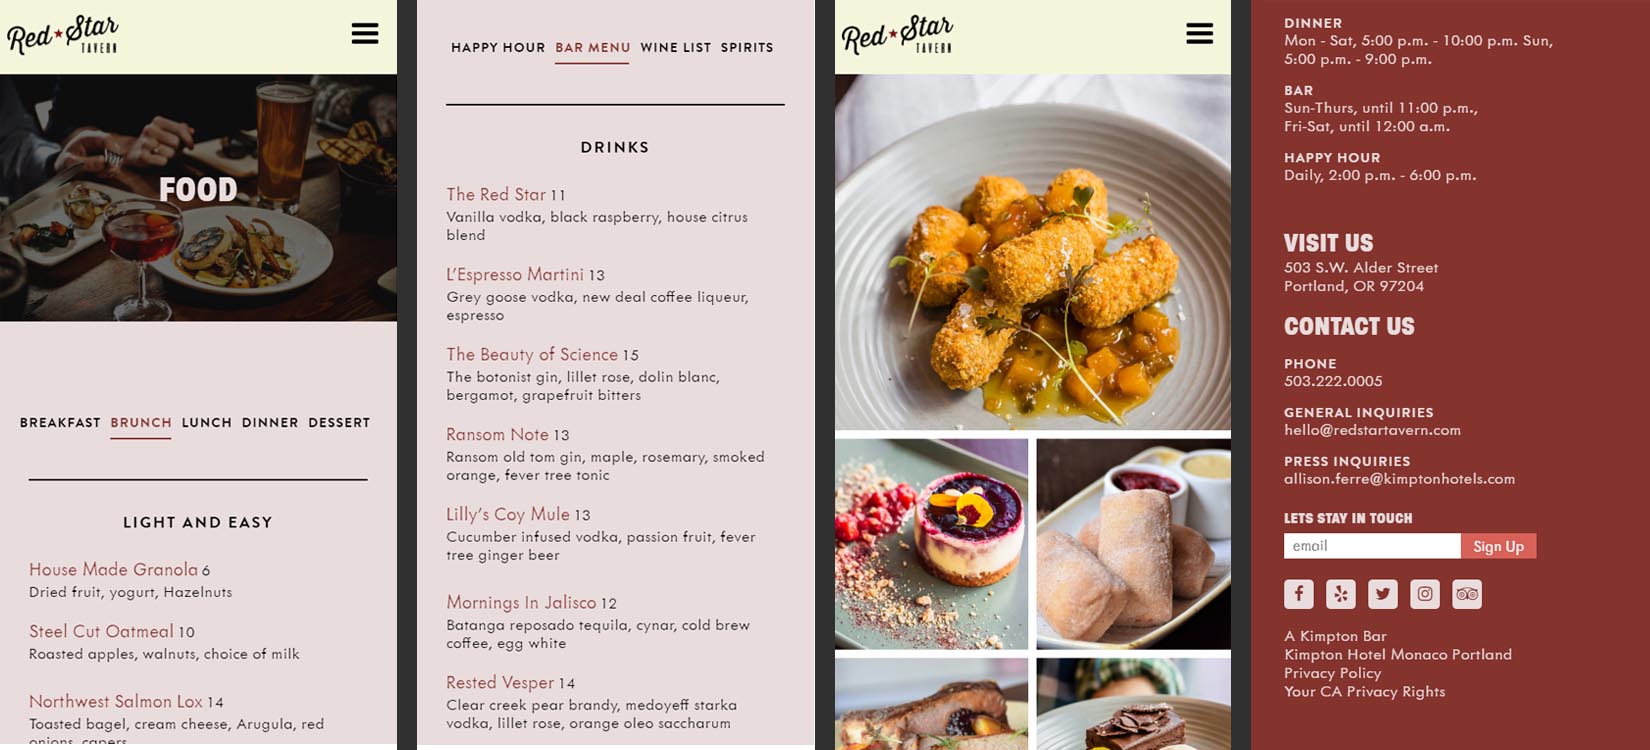 Red★Star
TAVERN
FOOD
BREAKFAST BRUNCH LUNCH DINNER DESSERT
LIGHT AND EASY
House Made Granola 6
Dried fruit, yogurt, Hazelnuts
Steel Cut Oatmeal 10
Roasted apples, walnuts, choice of milk
Northwest Salmon Lox 14
Toasted bagel, cream cheese, Arugula, red
onions, capers
HAPPY HOUR BAR MENU WINE LIST SPIRITS
DRINKS
The Red Star 11
Vanilla vodka, black raspberry, house citrus
blend
L'Espresso Martini 13
Grey goose vodka, new deal coffee liqueur,
espresso
The Beauty of Science 15
The botonist gin, lillet rose, dolin blanc,
bergamot, grapefruit bitters
Ransom Note 13
Ransom old tom gin, maple, rosemary, smoked
orange, fever tree tonic
Lilly's Coy Mule 13
Cucumber infused vodka, passion fruit, fever
tree ginger beer
Mornings In Jalisco 12
Batanga reposado tequila, cynar, cold brew
coffee, egg white
Rested Vesper 14
Clear creek pear brandy, medoyeff starka
vodka, lillet rose, orange oleo saccharum
Red★Star
TAVERN
DINNER
Mon - Sat, 5:00 p.m. - 10:00 p.m. Sun,
5:00 p.m. - 9:00 p.m.
BAR
Sun-Thurs, until 11:00 p.m.,
Fri-Sat, until 12:00 a.m.
HAPPY HOUR
Daily, 2:00 p.m. - 6:00 p.m.
VISIT US
503 S.W. Alder Street
Portland, OR 97204
CONTACT US
PHONE
503.222.0005
GENERAL INQUIRIES
hello@redstartavern.com
PRESS INQUIRIES
allison.ferre@kimptonhotels.com
LETS STAY IN TOUCH
email Sign Up
A Kimpton Bar
Kimpton Hotel Monaco Portland
Privacy Policy
Your CA Privacy Rights